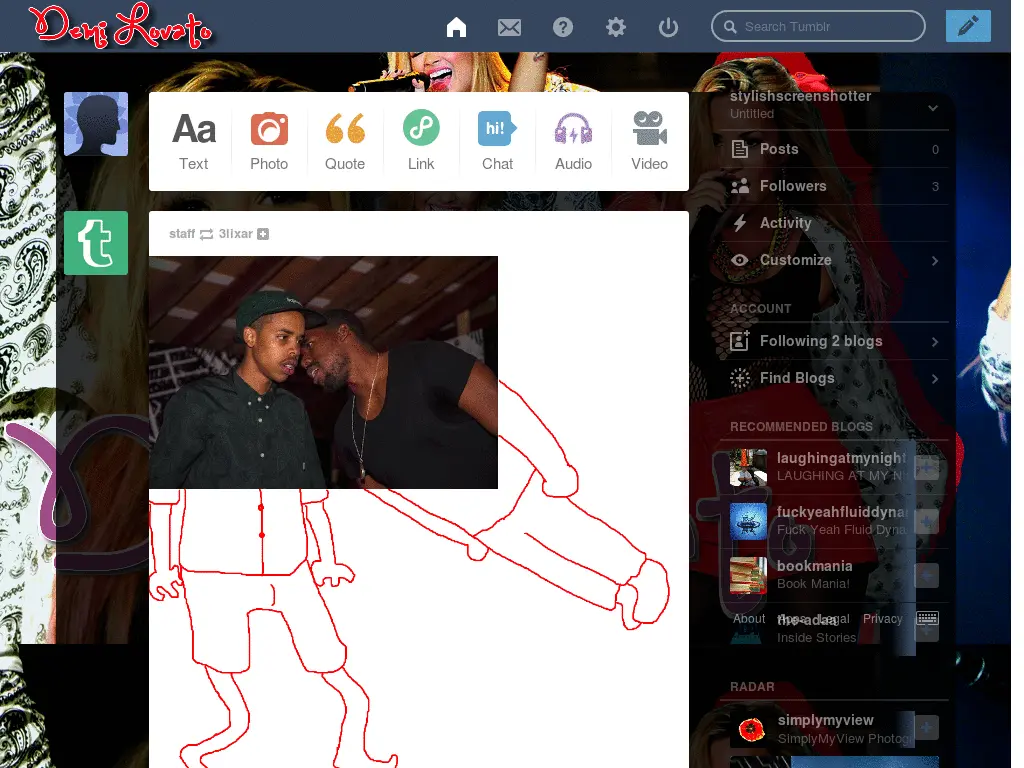 Demi Lovato
Search Tumblr
Aa
Text
Photo
Quote
Link
hi!
Chat
Audio
Video
staff 3lixar
stylishscreenshotter
Untitled
Posts 0
Followers 3
Activity
Customize
ACCOUNT
Following 2 blogs
Find Blogs
RECOMMENDED BLOGS
laughingatmynight
LAUGHING AT MY N
fuckyeahfluiddyna
Fuck Yeah Fluid Dyna
bookmania
Book Mania!
the-adaa
About Apps Legal Privacy
Inside Stories
RADAR
simplymyview
SimplyMyView Photog